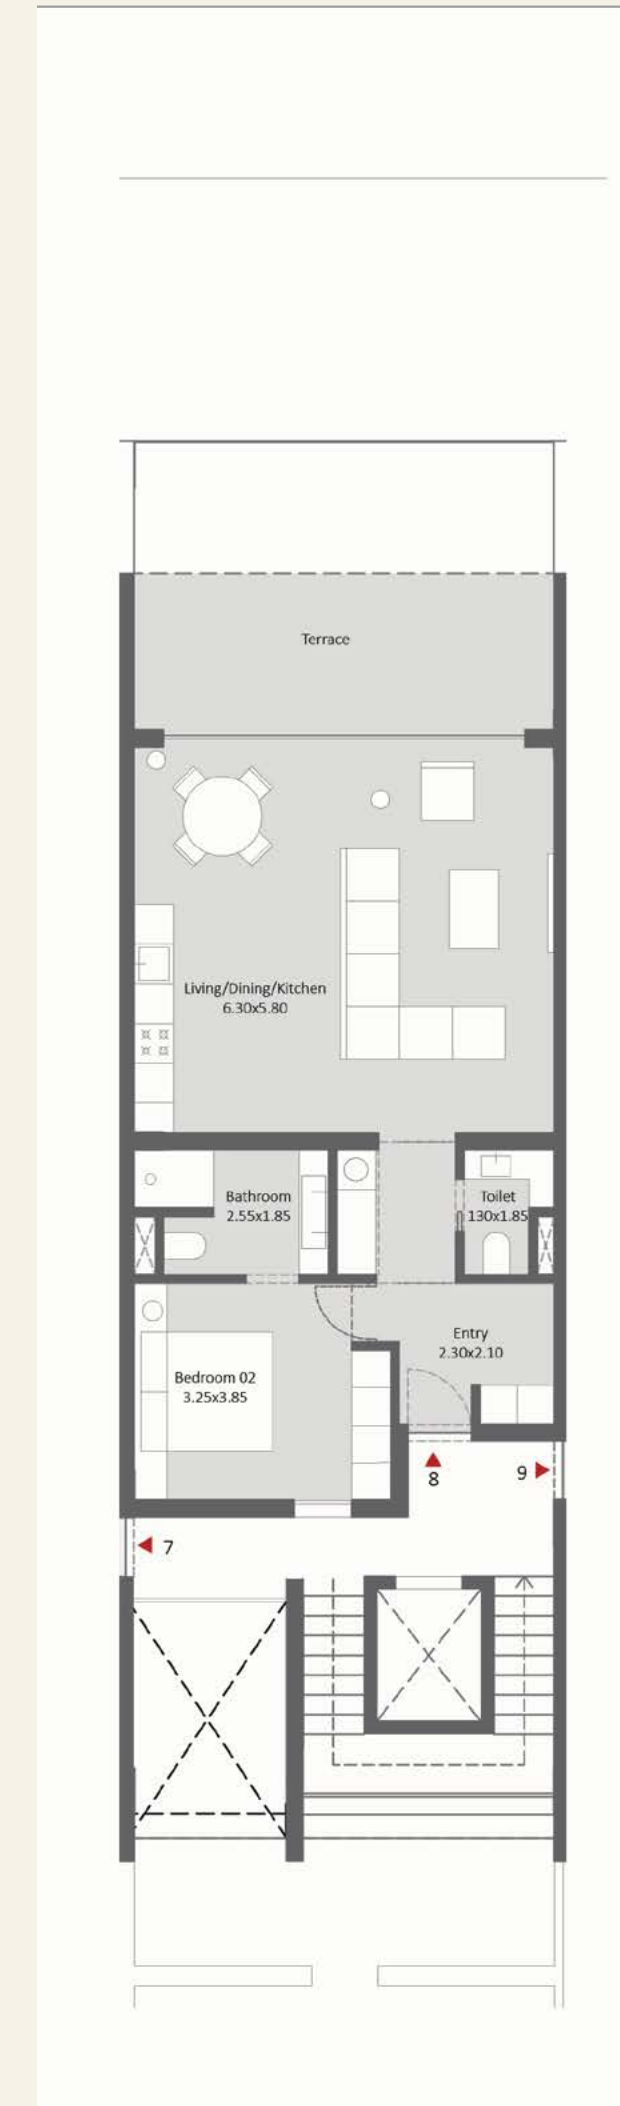 Terrace
Living/Dining/Kitchen
6.30x5.80
Bathroom
2.55x1.85
Toilet
130x1.85
Entry
2.30x2.10
Bedroom 02
3.25x3.85
8
9
7